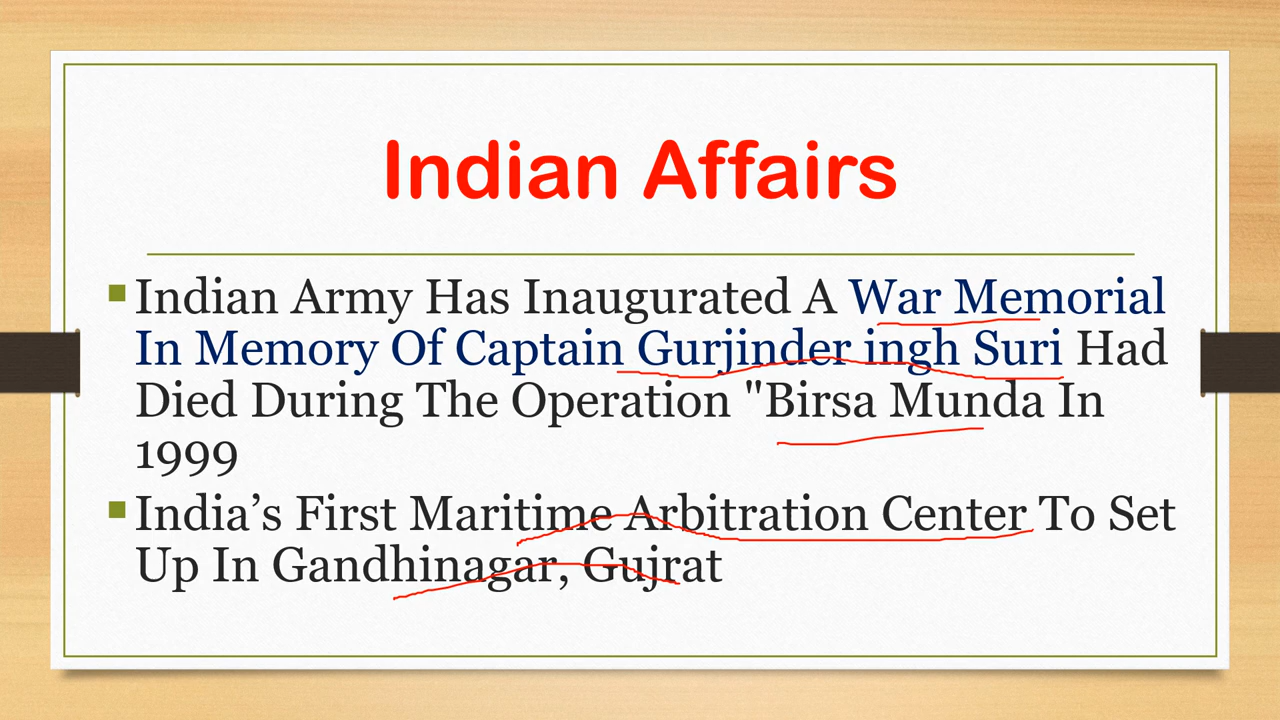 Indian Affairs
Indian Army Has Inaugurated A War Memorial
In Memory Of Captain Gurjinder ingh Suri Had
Died During The Operation "Birsa Munda In
1999
India’s First Maritime Arbitration Center To Set
Up In Gandhinagar, Gujrat